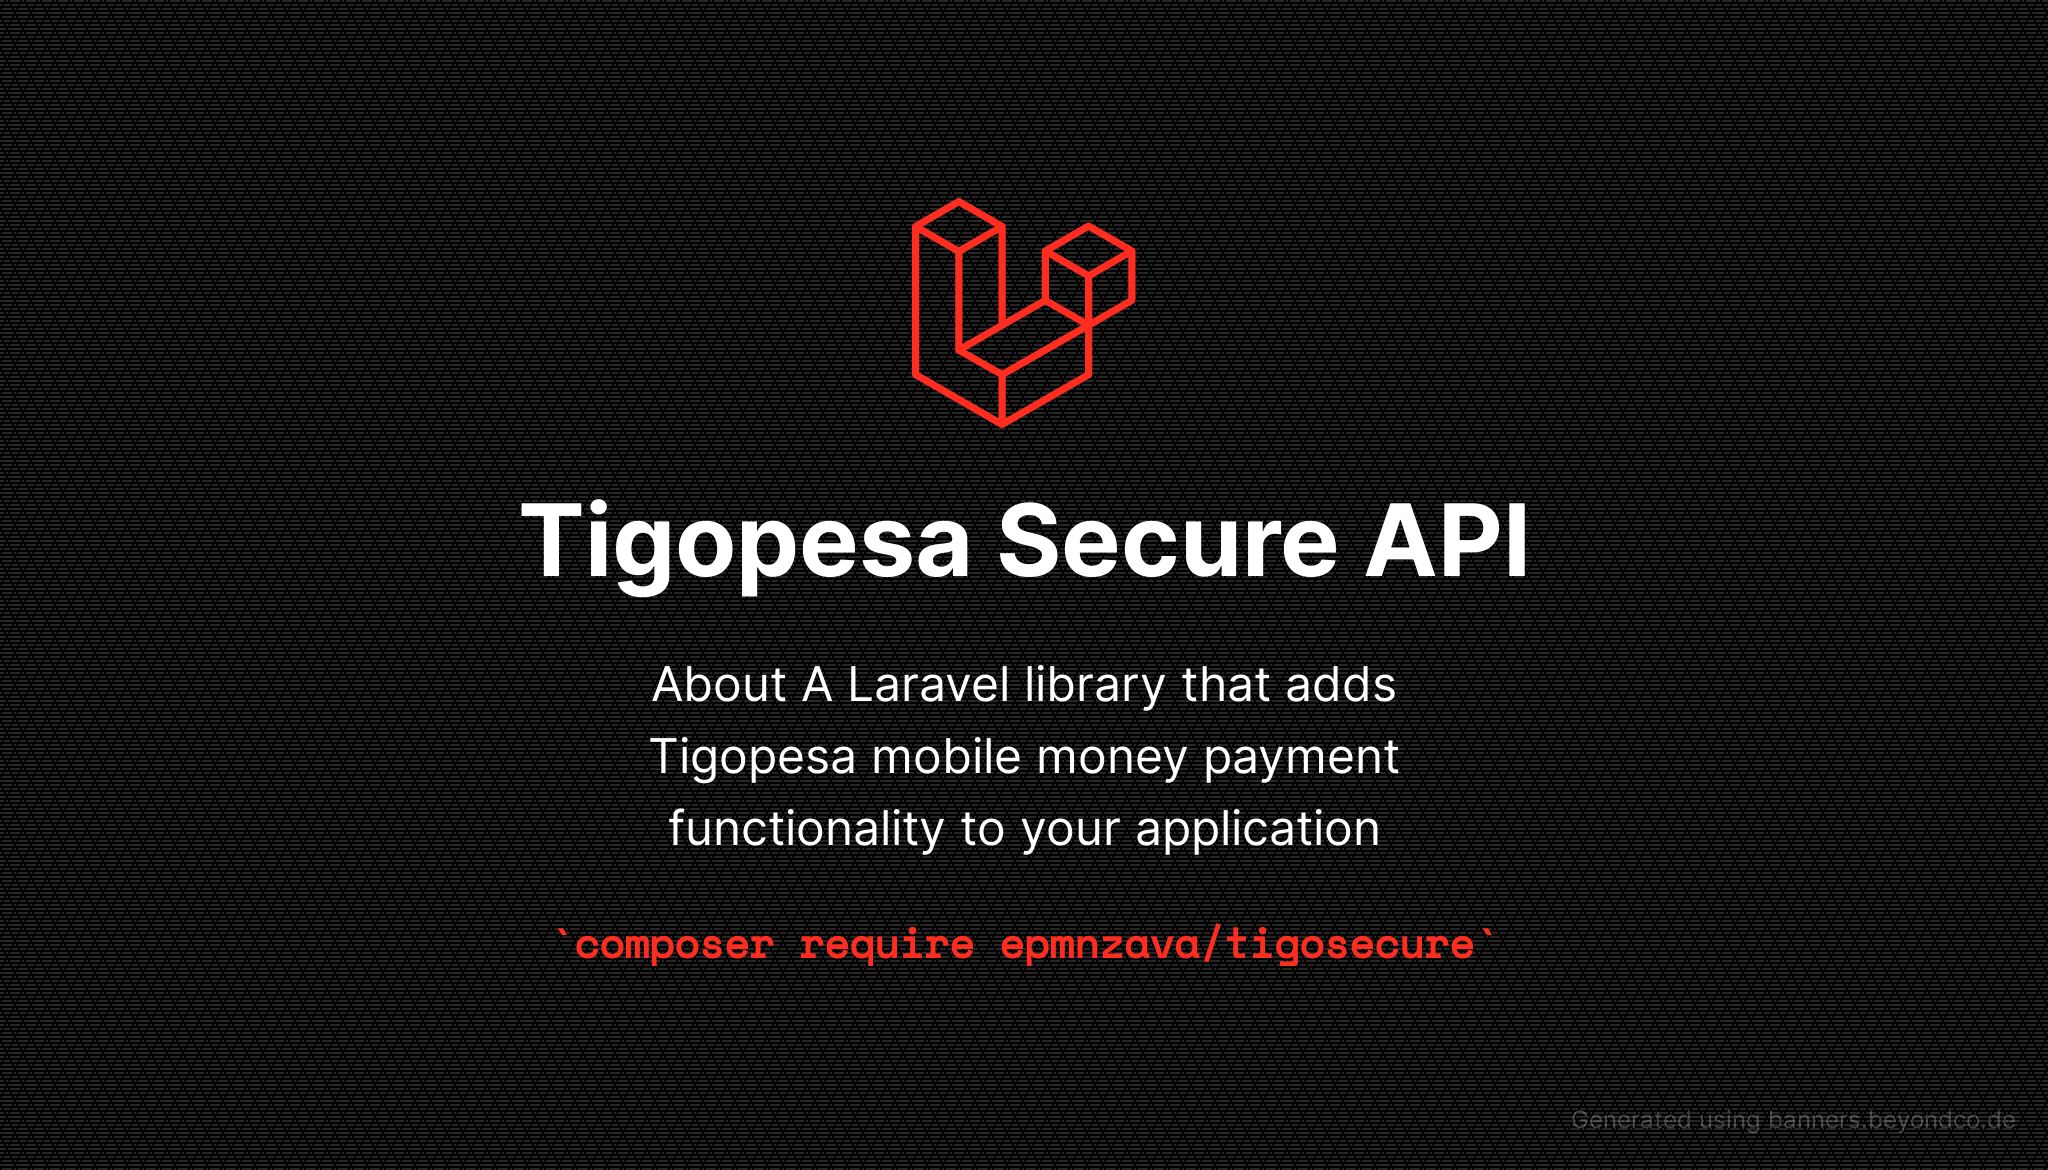 Tigopesa Secure API
About A Laravel library that adds
Tigopesa mobile money payment
functionality to your application
`composer require epmnzava/tigosecure`
Generated using banners.beyondco.de